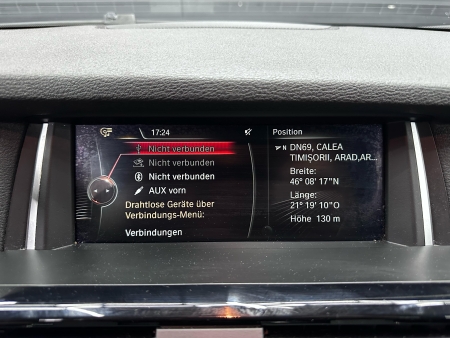 17:24
Nicht verbunden
Nicht verbunden
Nicht verbunden
AUX vorn
Drahtlose Geräte über
Verbindungs-Menü:
Verbindungen
Position
N DN69, CALEA
TIMIȘORII, ARAD,AR...
Breite:
46° 08' 17"N
Länge:
21° 19' 10"O
Höhe 130 m